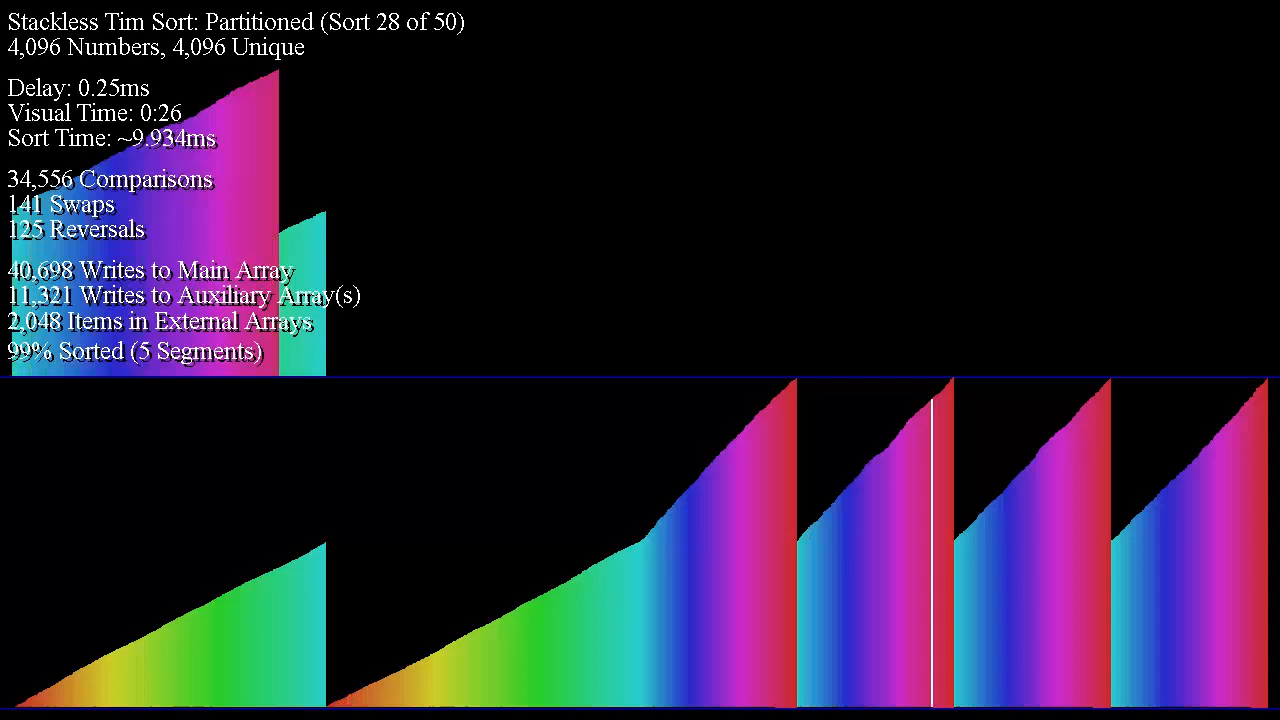 Stackless Tim Sort: Partitioned (Sort 28 of 50)
4,096 Numbers, 4,096 Unique
Delay: 0.25ms
Visual Time: 0:26
Sort Time: ~9.934ms
34,556 Comparisons
141 Swaps
125 Reversals
40,698 Writes to Main Array
11,321 Writes to Auxiliary Array(s)
2,048 Items in External Arrays
99% Sorted (5 Segments)